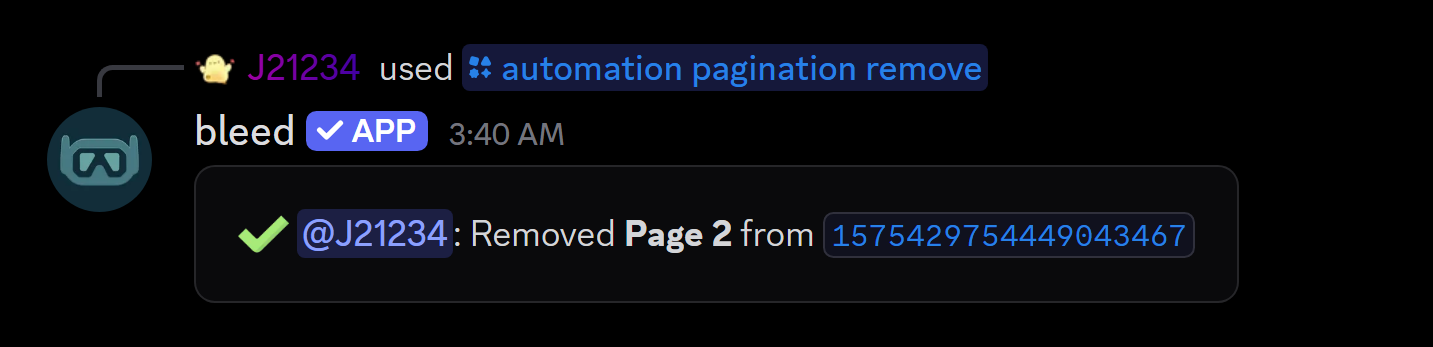 J21234 used automation pagination remove
bleed APP 3:40 AM
@J21234: Removed Page 2 from 1575429754449043467